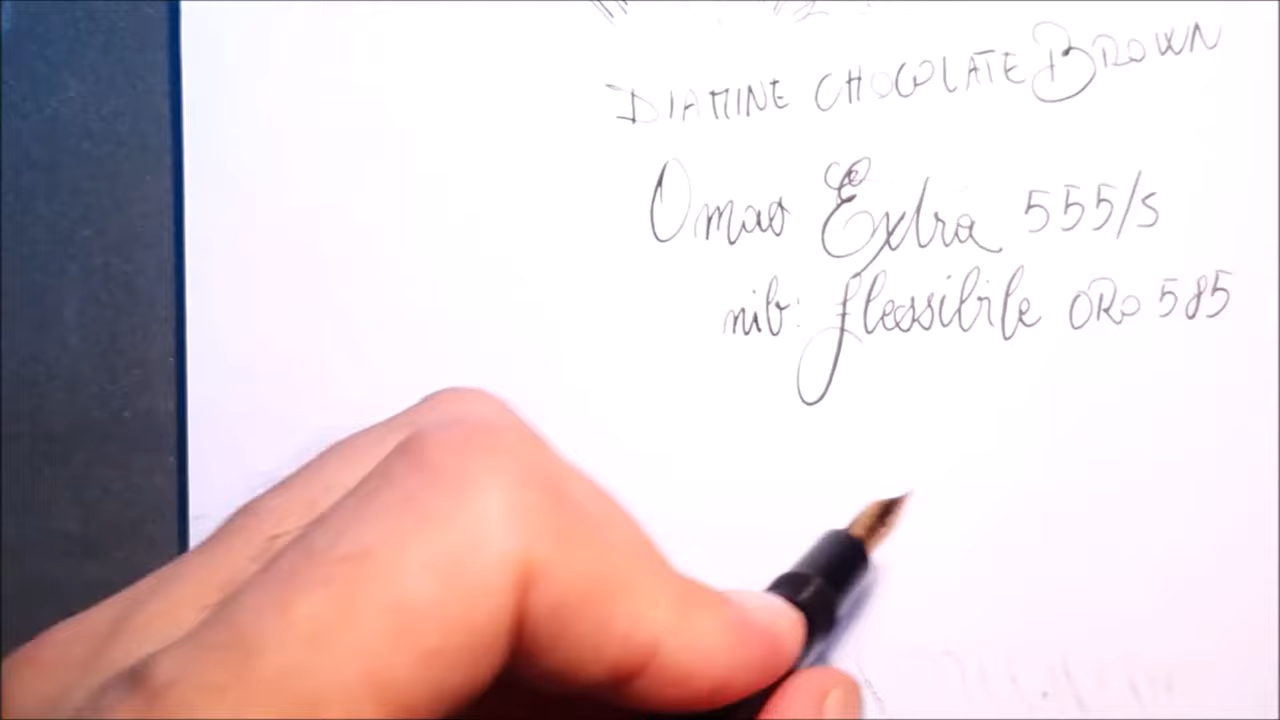 DIAMINE CHOCOLATE BROWN
Omas Extra 555/s
nib: flessibile ORO 585